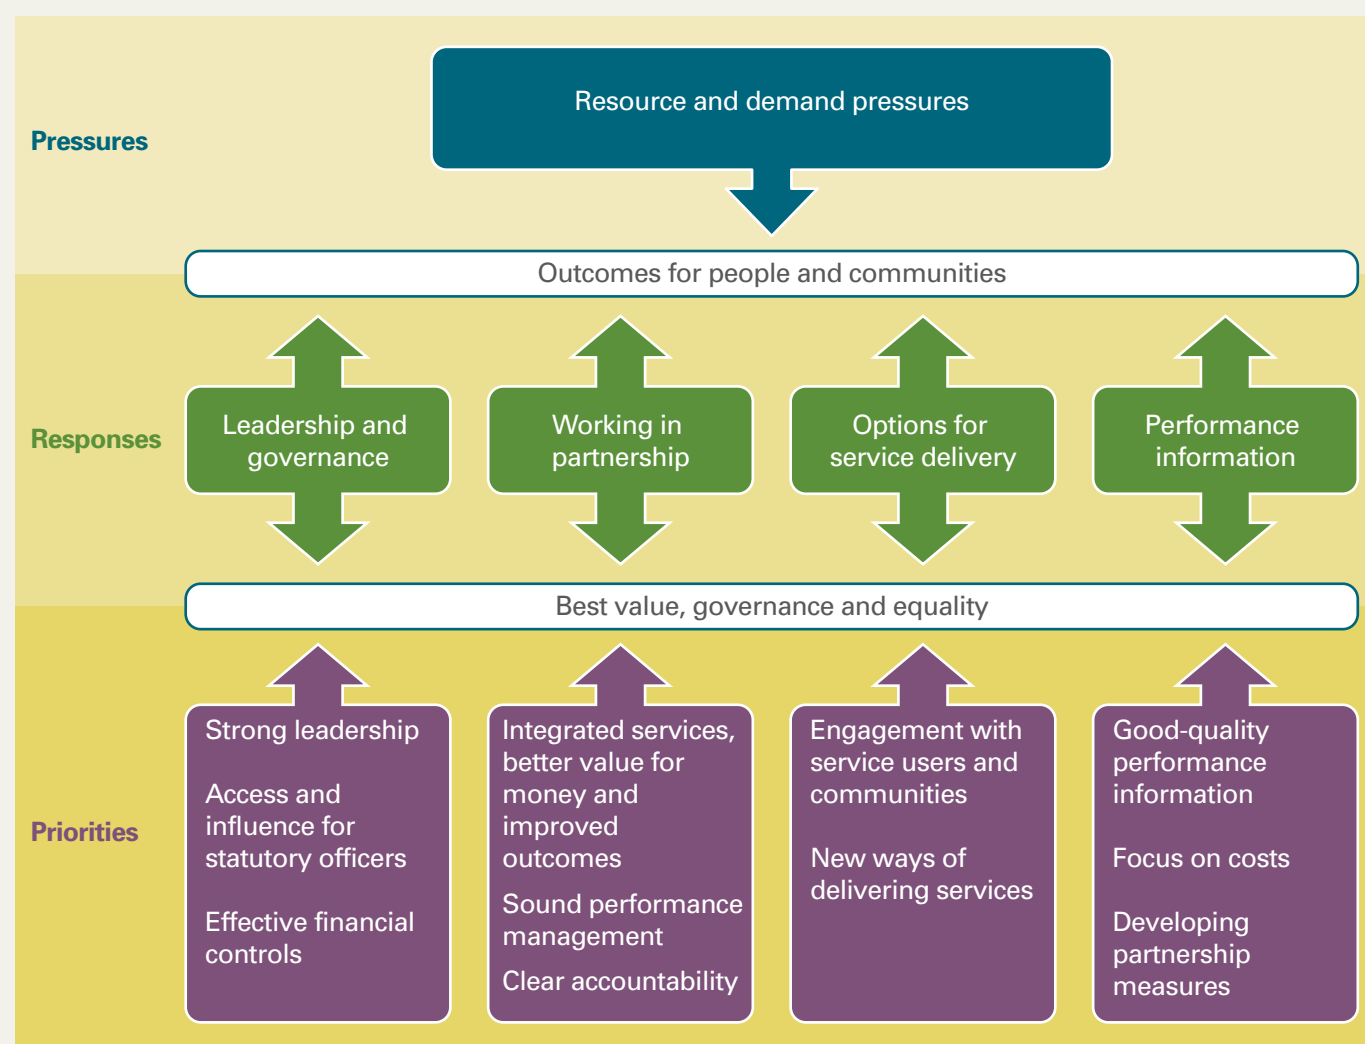 Resource and demand pressures
Pressures
Outcomes for people and communities
Responses
Leadership and
governance
Working in
partnership
Options for
service delivery
Performance
information
Best value, governance and equality
Priorities
Strong leadership
Access and
influence for
statutory officers
Effective financial
controls
Integrated services,
better value for
money and
improved
outcomes
Sound performance
management
Clear accountability
Engagement with
service users and
communities
New ways of
delivering services
Good-quality
performance
information
Focus on costs
Developing
partnership
measures